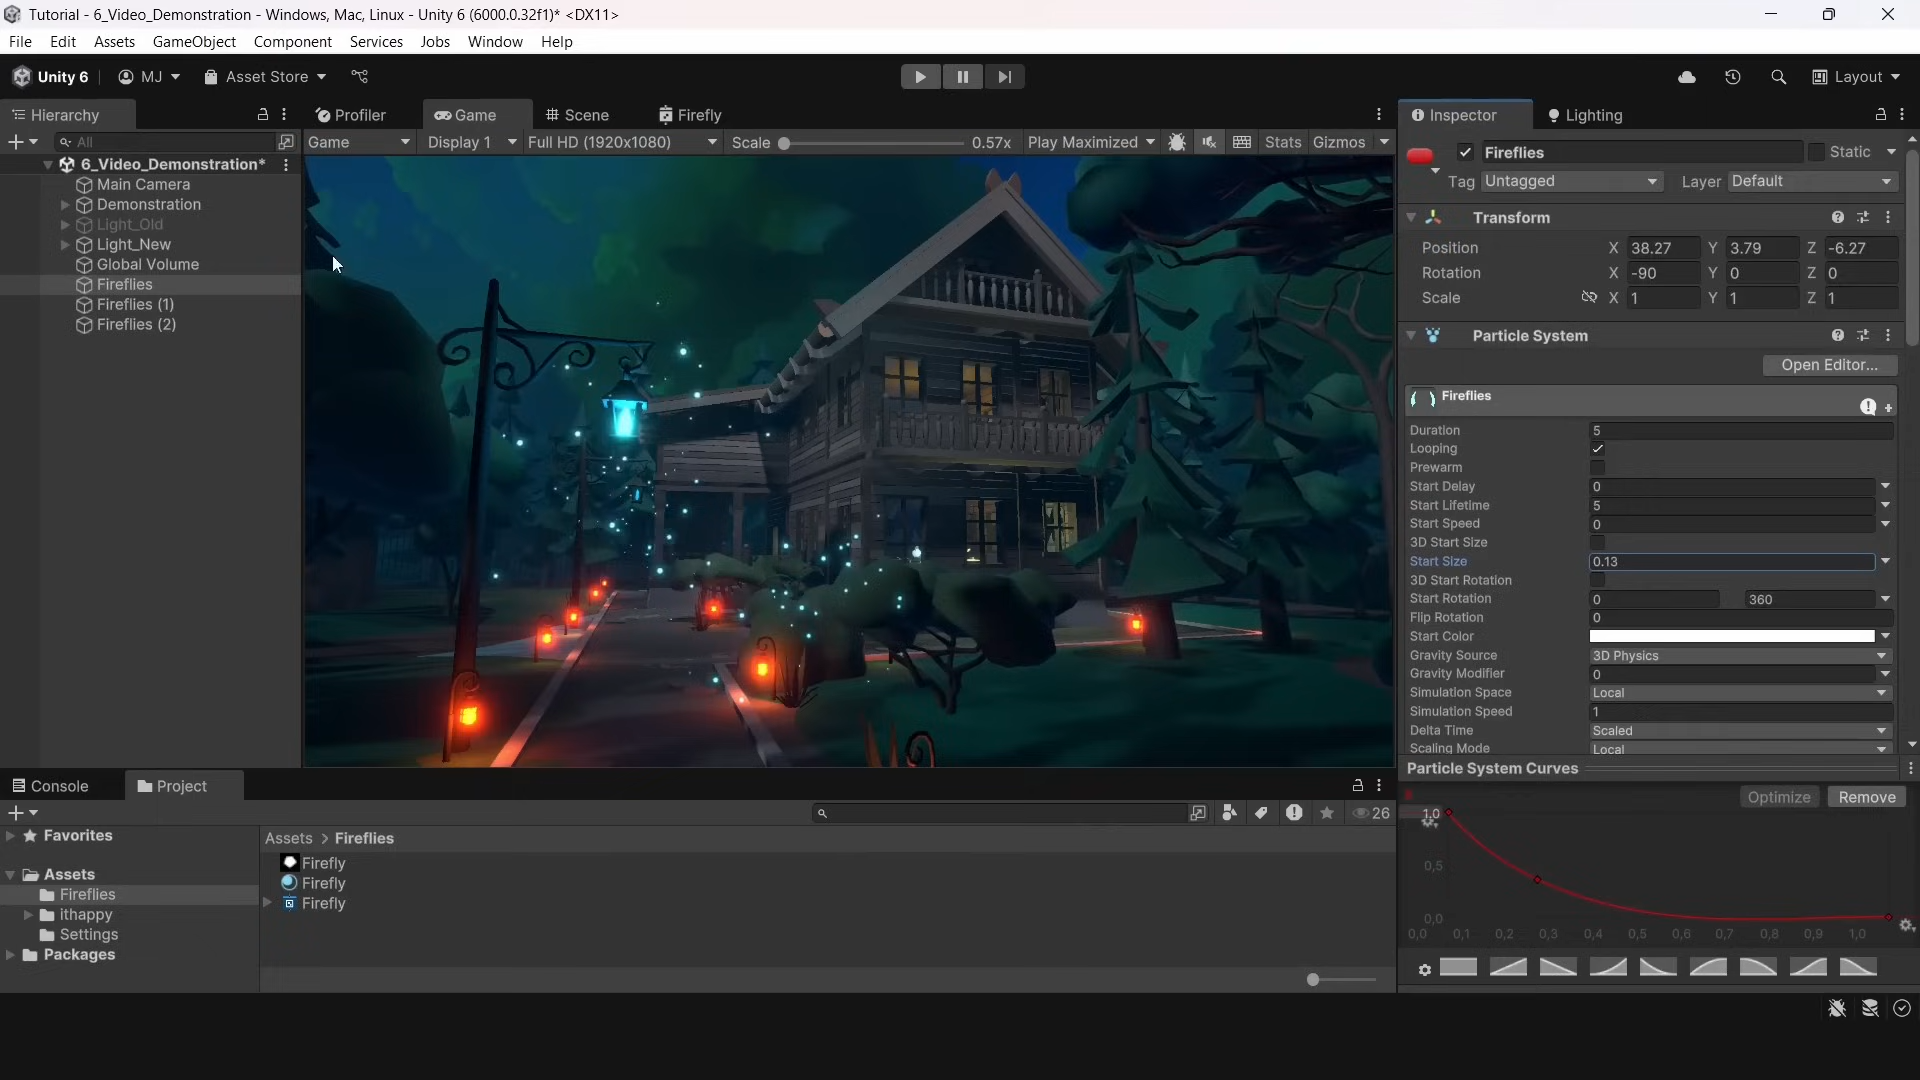 Tutorial - 6_Video_Demonstration - Windows, Mac, Linux - Unity 6 (6000.0.32f1)* <DX11>
File Edit Assets GameObject Component Services Jobs Window Help
Unity 6 MJ Asset Store Layout
Hierarchy Profiler Game Scene Firefly Inspector Lighting
All Game Display 1 Full HD (1920x1080) Scale 0.57x Play Maximized Stats Gizmos
6_Video_Demonstration*
Main Camera
Demonstration
Light_Old
Light_New
Global Volume
Fireflies
Fireflies (1)
Fireflies (2)
Fireflies Static
Tag Untagged Layer Default
Transform
Position X 38.27 Y 3.79 Z -6.27
Rotation X -90 Y 0 Z 0
Scale X 1 Y 1 Z 1
Particle System
Open Editor...
Fireflies
Duration 5
Looping
Prewarm
Start Delay 0
Start Lifetime 5
Start Speed 0
3D Start Size
Start Size 0.13
3D Start Rotation
Start Rotation 0 360
Flip Rotation 0
Start Color
Gravity Source 3D Physics
Gravity Modifier 0
Simulation Space Local
Simulation Speed 1
Delta Time Scaled
Scaling Mode Local
Particle System Curves
Optimize Remove
1.0
0,5
0,0
0,0 0,1 0,2 0,3 0,4 0,5 0,6 0,7 0,8 0,9 1,0
Console Project
26
Favorites
Assets
Fireflies
ithappy
Settings
Packages
Assets > Fireflies
Firefly
Firefly
Firefly